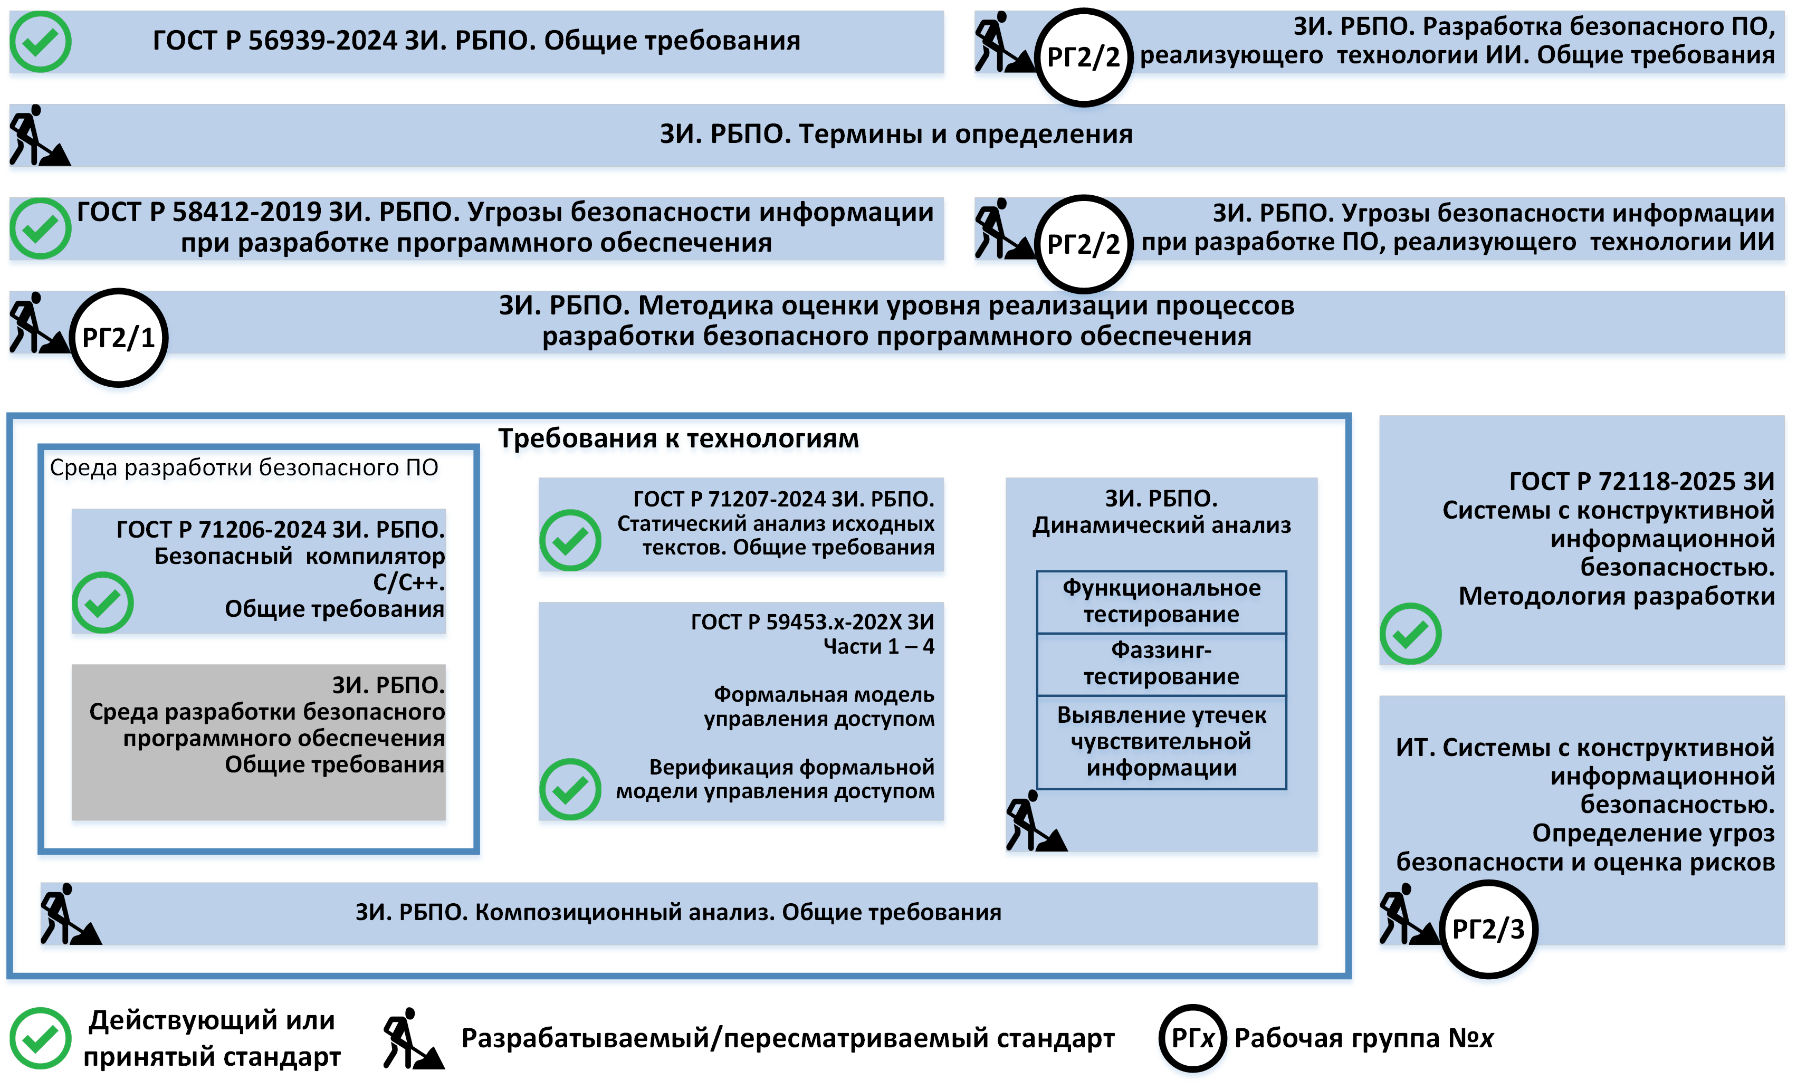 ГОСТ Р 56939-2024 ЗИ. РБПО. Общие требования
РГ2/2
ЗИ. РБПО. Разработка безопасного ПО,
реализующего технологии ИИ. Общие требования
ЗИ. РБПО. Термины и определения
ГОСТ Р 58412-2019 ЗИ. РБПО. Угрозы безопасности информации
при разработке программного обеспечения
РГ2/2
ЗИ. РБПО. Угрозы безопасности информации
при разработке ПО, реализующего технологии ИИ
РГ2/1
ЗИ. РБПО. Методика оценки уровня реализации процессов
разработки безопасного программного обеспечения
Требования к технологиям
Среда разработки безопасного ПО
ГОСТ Р 71206-2024 ЗИ. РБПО.
Безопасный компилятор
С/С++.
Общие требования
ЗИ. РБПО.
Среда разработки безопасного
программного обеспечения
Общие требования
ГОСТ Р 71207-2024 ЗИ. РБПО.
Статический анализ исходных
текстов. Общие требования
ГОСТ Р 59453.х-202Х ЗИ
Части 1 – 4
Формальная модель
управления доступом
Верификация формальной
модели управления доступом
ЗИ. РБПО.
Динамический анализ
Функциональное
тестирование
Фаззинг-
тестирование
Выявление утечек
чувствительной
информации
ЗИ. РБПО. Композиционный анализ. Общие требования
ГОСТ Р 72118-2025 ЗИ
Системы с конструктивной
информационной
безопасностью.
Методология разработки
ИТ. Системы с конструктивной
информационной
безопасностью.
Определение угроз
безопасности и оценка рисков
РГ2/3
Действующий или
принятый стандарт
Разрабатываемый/пересматриваемый стандарт
РГх
Рабочая группа №х